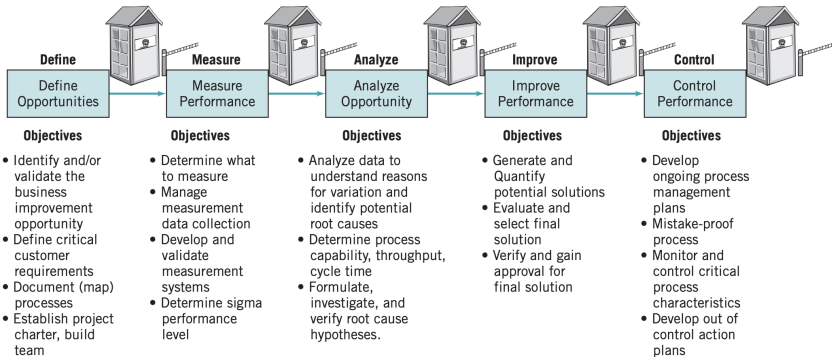 Define
Define
Opportunities
Objectives
• Identify and/or
validate the
business
improvement
opportunity
• Define critical
customer
requirements
• Document (map)
processes
• Establish project
charter, build
team
Measure
Measure
Performance
Objectives
• Determine what
to measure
• Manage
measurement
data collection
• Develop and
validate
measurement
systems
• Determine sigma
performance
level
Analyze
Analyze
Opportunity
Objectives
• Analyze data to
understand reasons
for variation and
identify potential
root causes
• Determine process
capability, throughput,
cycle time
• Formulate,
investigate, and
verify root cause
hypotheses.
Improve
Improve
Performance
Objectives
• Generate and
Quantify
potential solutions
• Evaluate and
select final
solution
• Verify and gain
approval for
final solution
Control
Control
Performance
Objectives
• Develop
ongoing process
management
plans
• Mistake-proof
process
• Monitor and
control critical
process
characteristics
• Develop out of
control action
plans